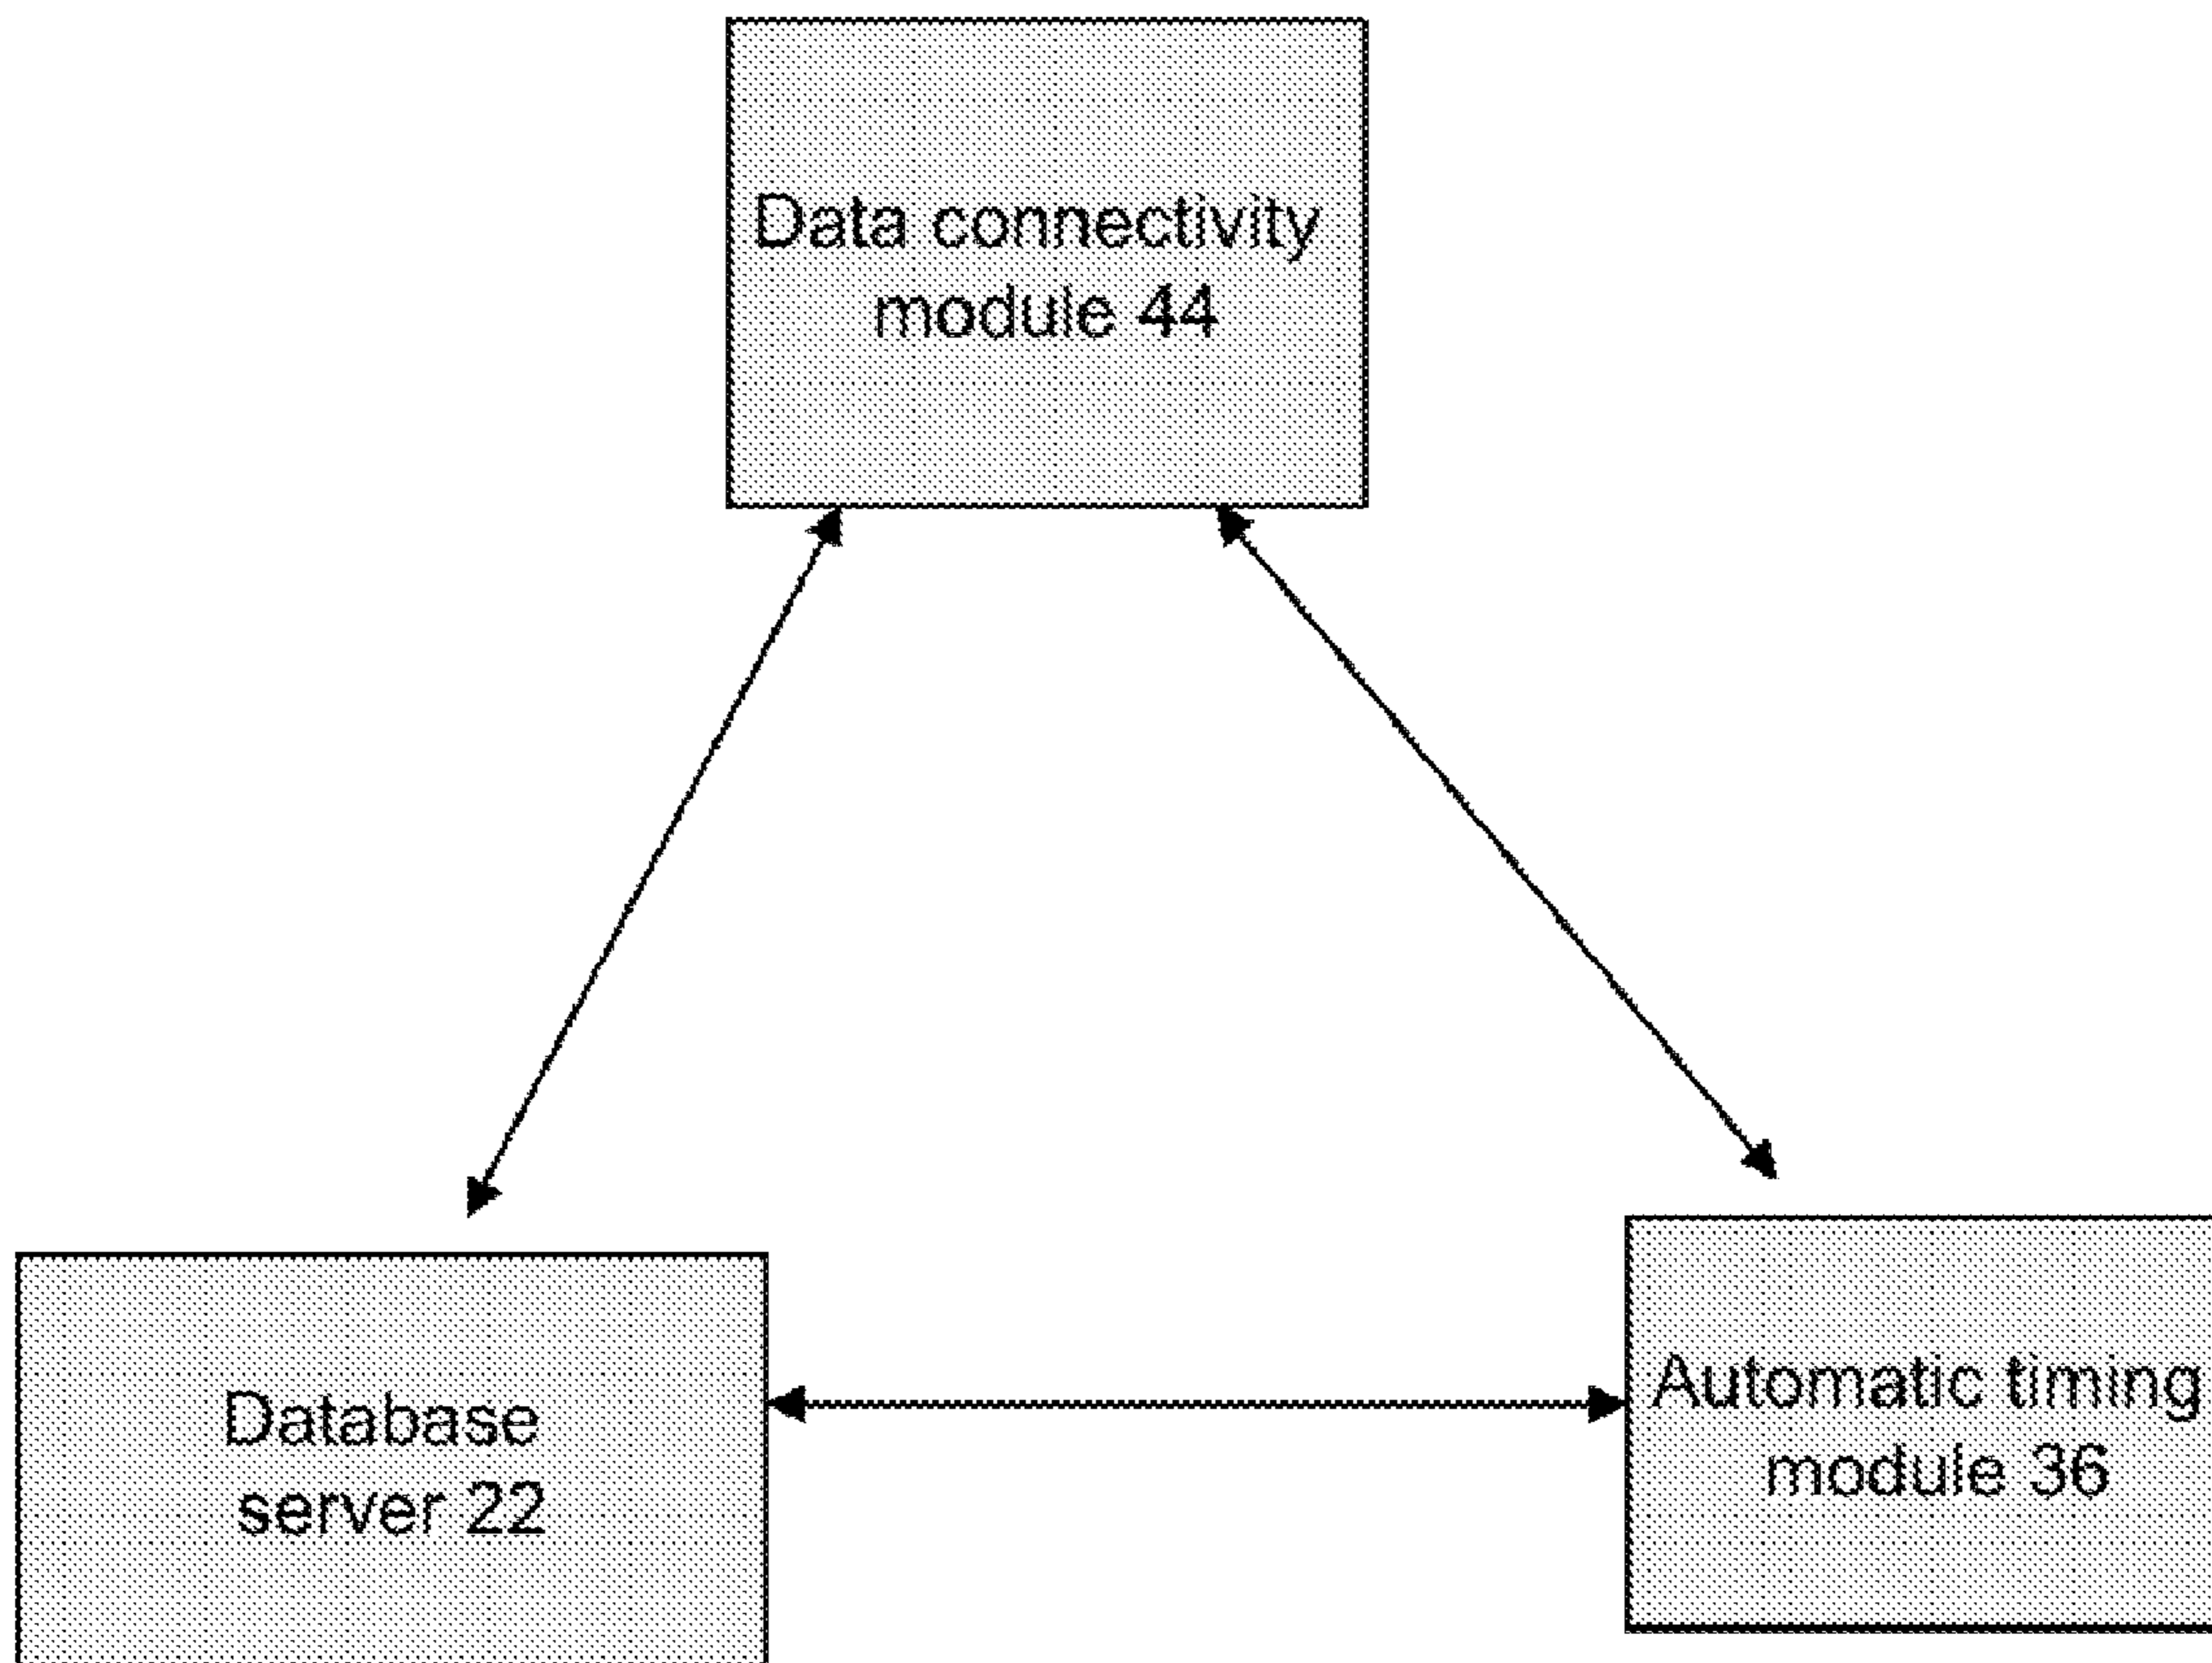 Data connectivity
module 44
Database
server 22
Automatic timing
module 36